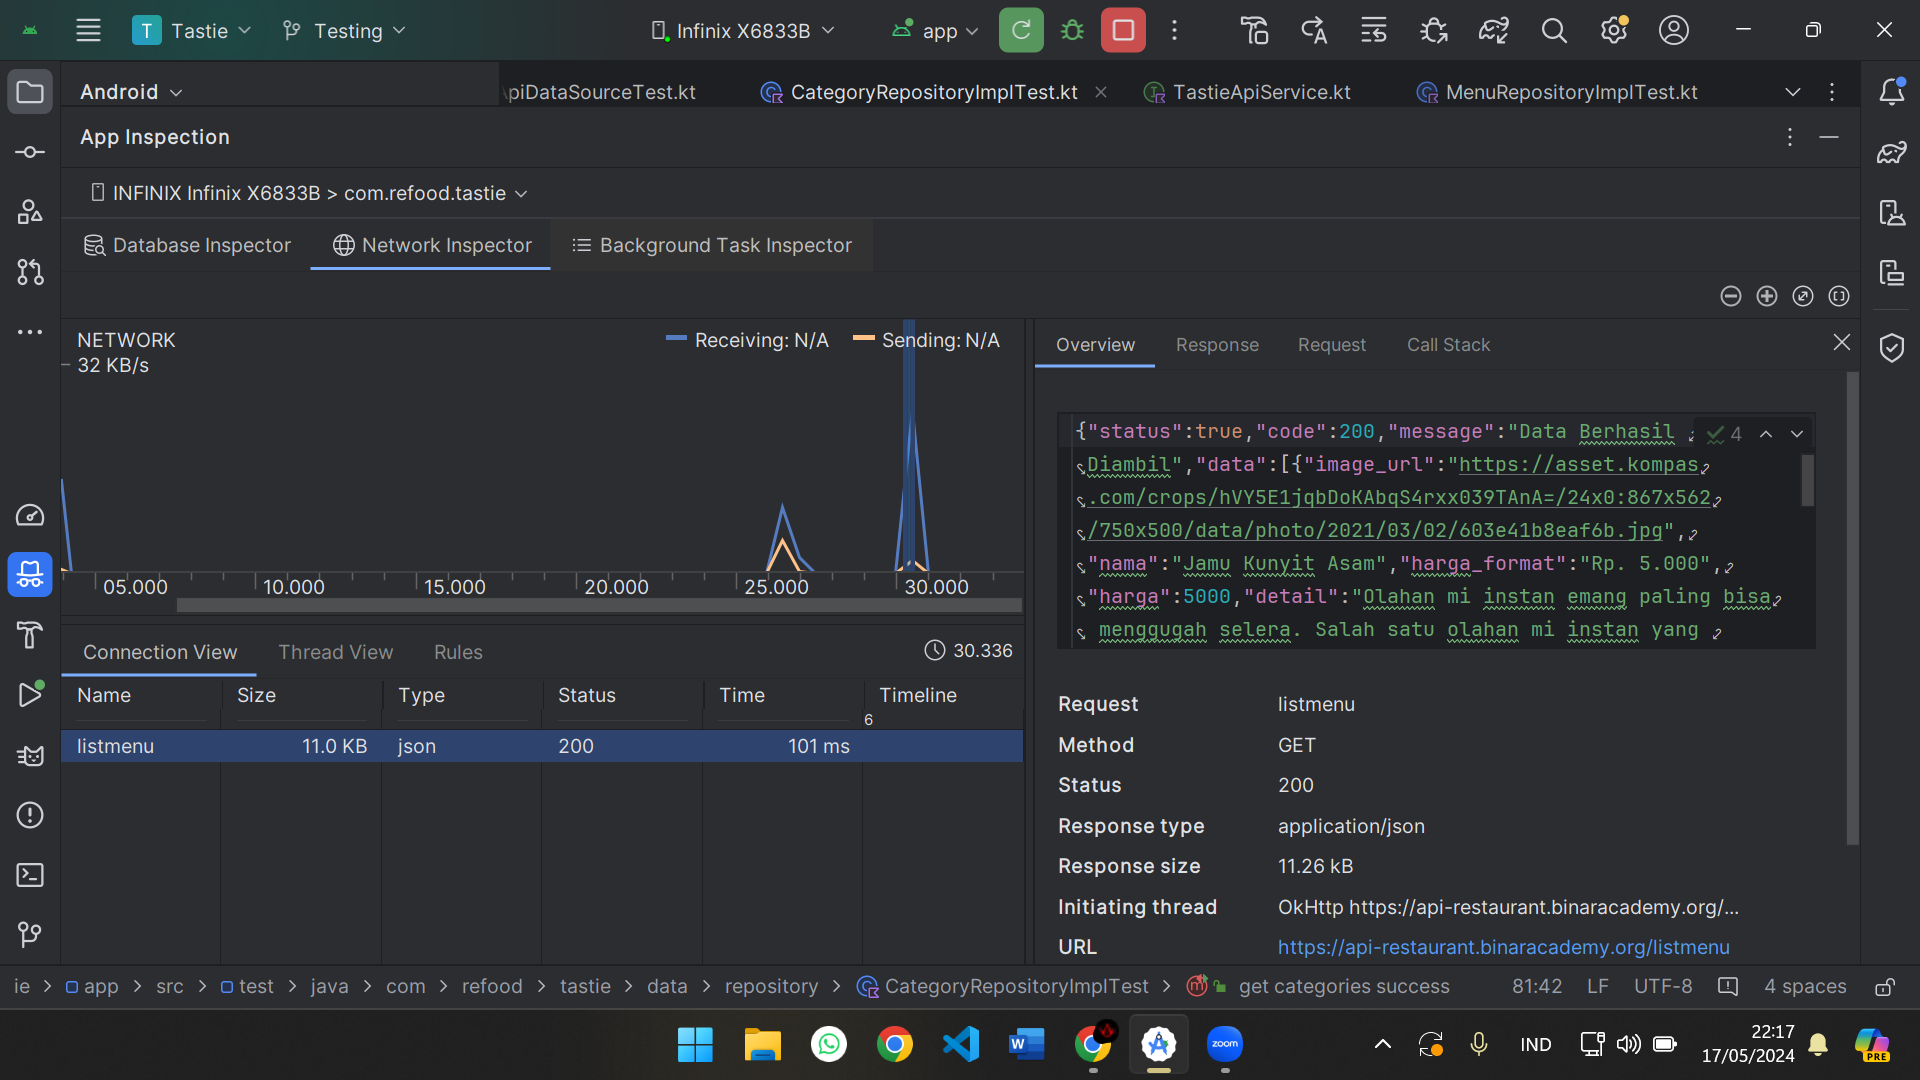 T Tastie
Testing
Infinix X6833B
app
Android
piDataSourceTest.kt
CategoryRepositoryImplTest.kt
TastieApiService.kt
MenuRepositoryImplTest.kt
App Inspection
INFINIX Infinix X6833B > com.refood.tastie
Database Inspector
Network Inspector
Background Task Inspector
NETWORK
32 KB/s
Receiving: N/A
Sending: N/A
05.000
10.000
15.000
20.000
25.000
30.000
Connection View
Thread View
Rules
30.336
Name Size Type Status Time Timeline
6
listmenu 11.0 KB json 200 101 ms
Overview
Response
Request
Call Stack
{"status":true,"code":200,"message":"Data Berhasil
4
Diambil","data":[{"image_url":"https://asset.kompas
.com/crops/hVY5E1jqbDoKAbqS4rxx039TAnA=/24x0:867x562
/750x500/data/photo/2021/03/02/603e41b8eaf6b.jpg",
"nama":"Jamu Kunyit Asam","harga_format":"Rp. 5.000",
"harga":5000,"detail":"Olahan mi instan emang paling bisa
menggugah selera. Salah satu olahan mi instan yang
Request listmenu
Method GET
Status 200
Response type application/json
Response size 11.26 kB
Initiating thread OkHttp https://api-restaurant.binaracademy.org/...
URL https://api-restaurant.binaracademy.org/listmenu
ie > app > src > test > java > com > refood > tastie > data > repository > CategoryRepositoryImplTest > get categories success
81:42 LF UTF-8 4 spaces
zoom
IND
22:17
17/05/2024
PRE